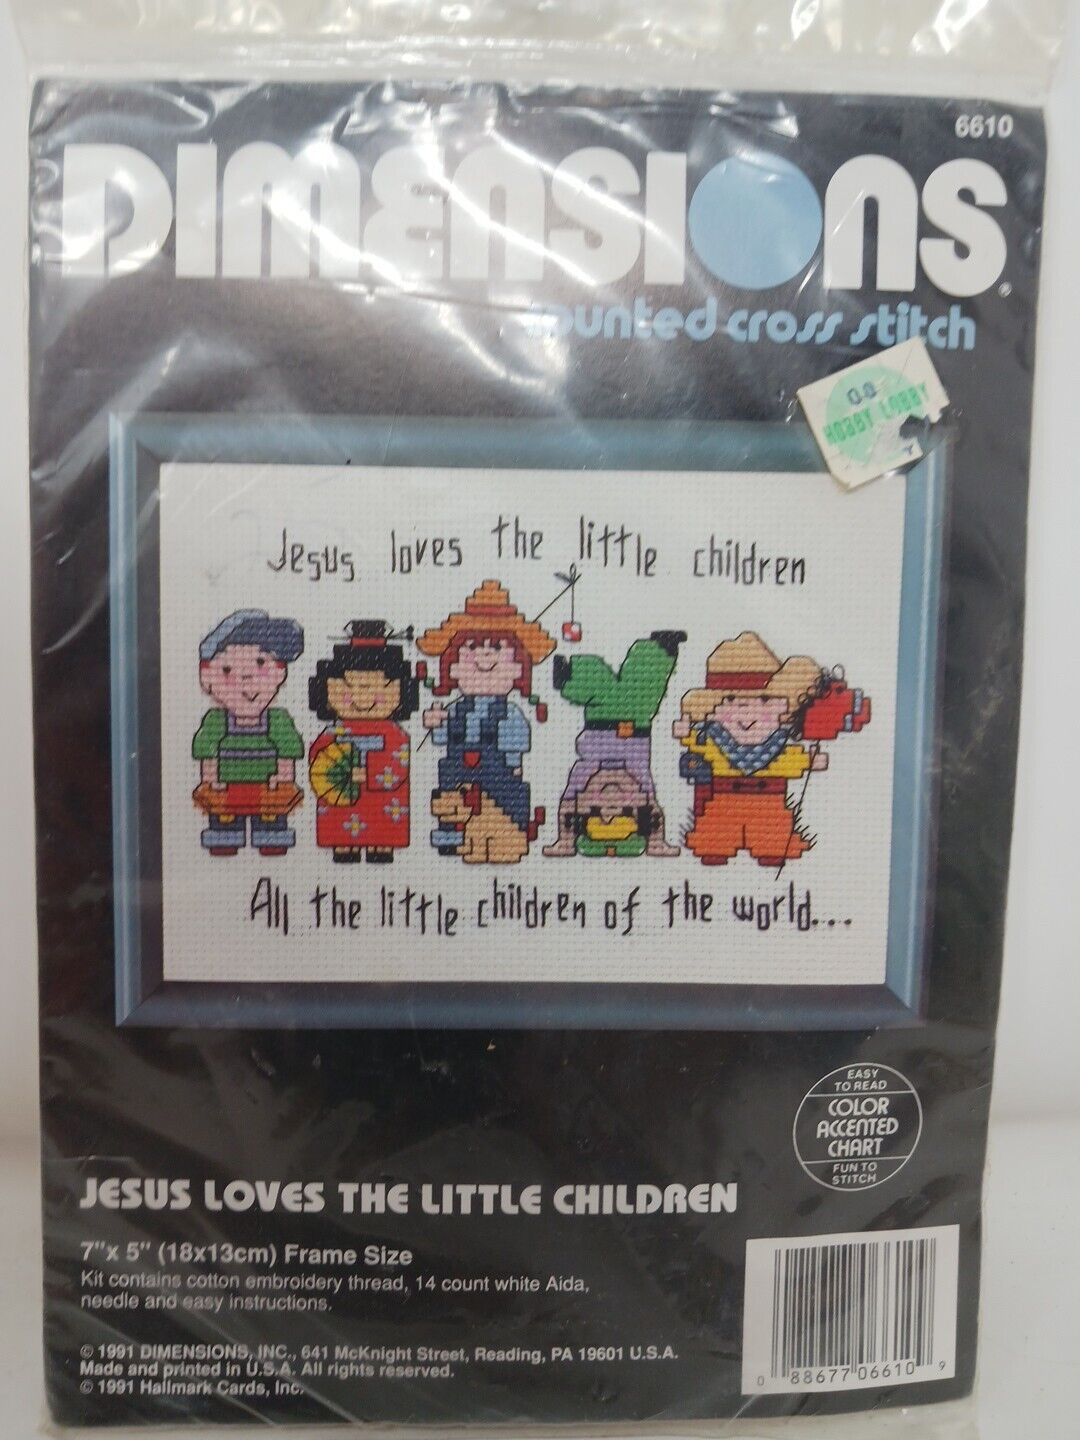 6610
DIMENSIONS®
counted cross stitch
HOBBY LOBBY
Jesus loves the little children
All the little children of the world...
EASY
TO READ
COLOR
ACCENTED
CHART
FUN TO
STITCH
JESUS LOVES THE LITTLE CHILDREN
7"x 5" (18x13cm) Frame Size
Kit contains cotton embroidery thread, 14 count white Aida,
needle and easy instructions.
© 1991 DIMENSIONS, INC., 641 McKnight Street, Reading, PA 19601 U.S.A.
Made and printed in U.S.A. All rights reserved.
© 1991 Hallmark Cards, Inc.
0 88677 06610 9